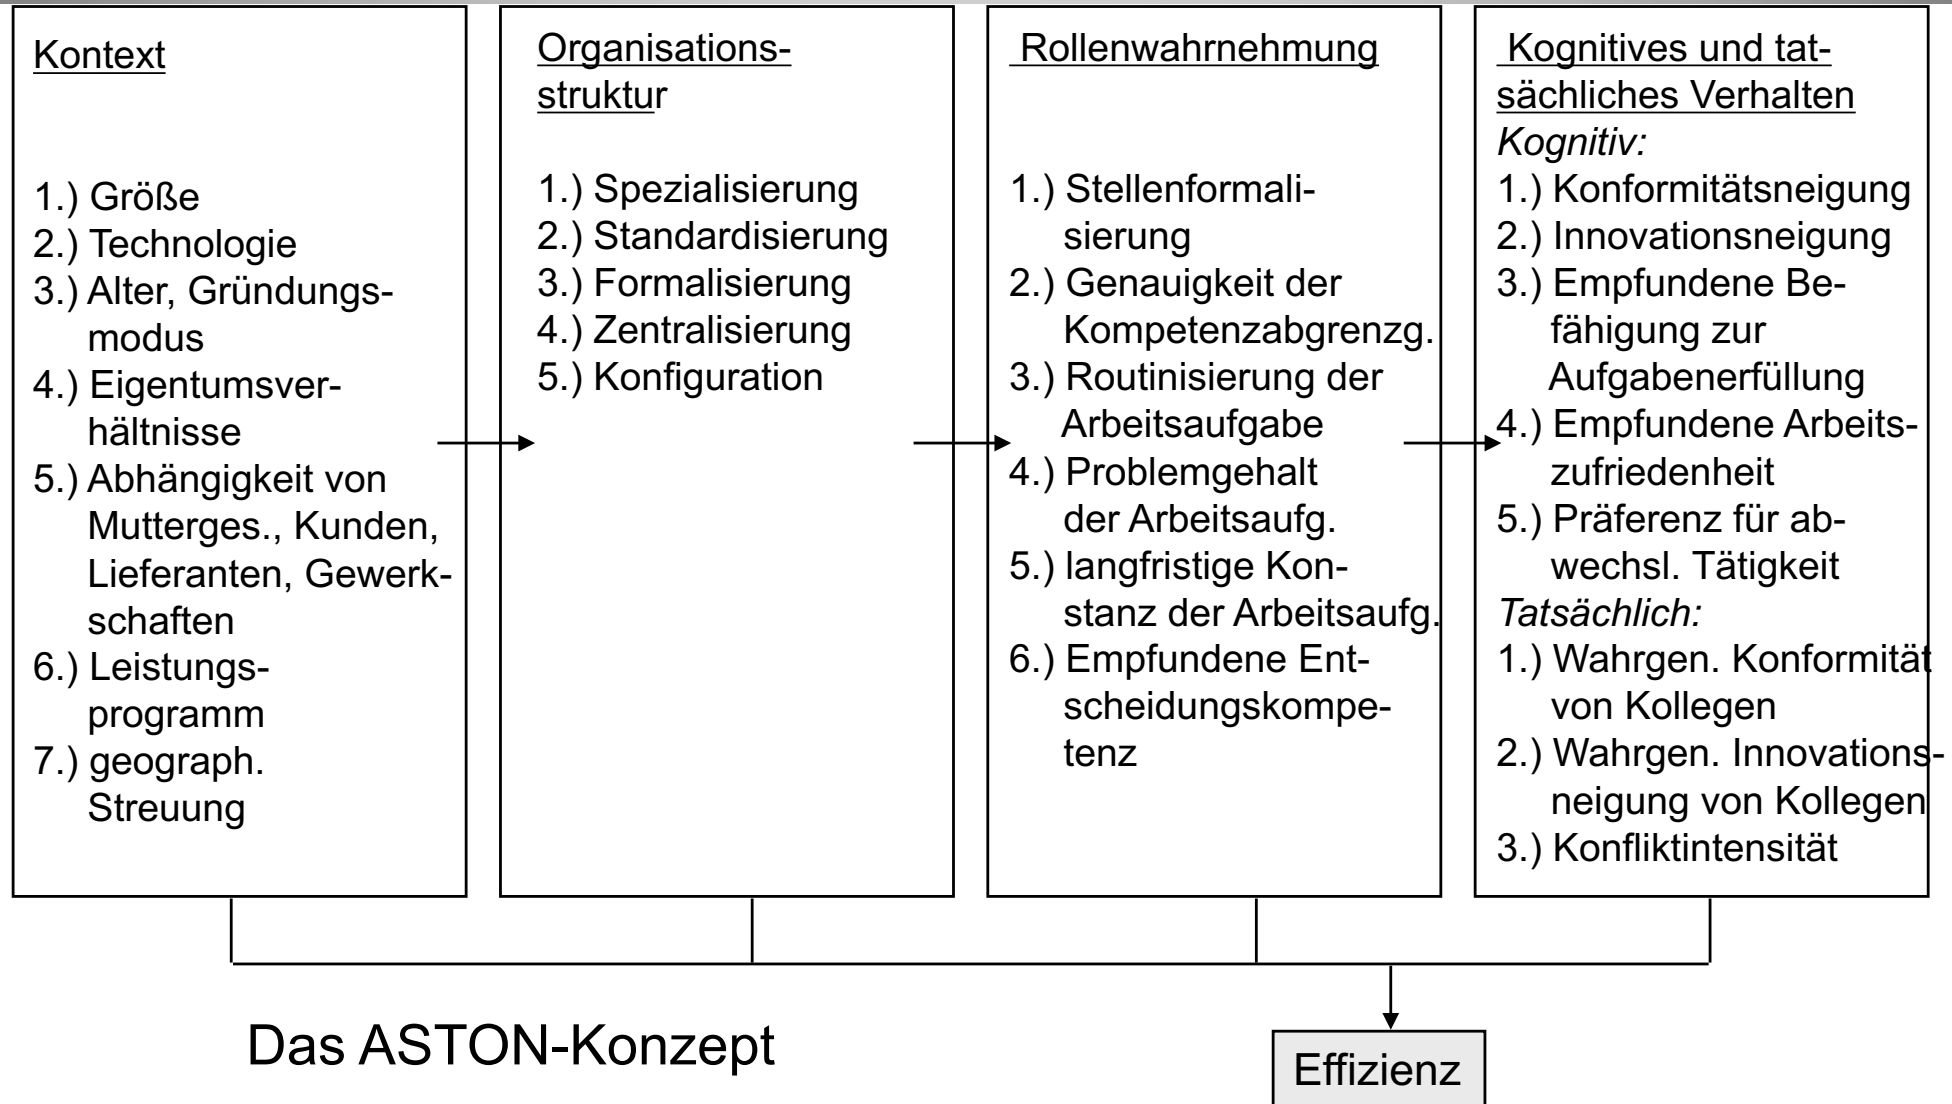 Kontext
1.) Größe
2.) Technologie
3.) Alter, Gründungs-
modus
4.) Eigentumsver-
hältnisse
5.) Abhängigkeit von
Mutterges., Kunden,
Lieferanten, Gewerk-
schaften
6.) Leistungs-
programm
7.) geograph.
Streuung
Organisations-
struktur
1.) Spezialisierung
2.) Standardisierung
3.) Formalisierung
4.) Zentralisierung
5.) Konfiguration
Rollenwahrnehmung
1.) Stellenformali-
sierung
2.) Genauigkeit der
Kompetenzabgrenzg.
3.) Routinisierung der
Arbeitsaufgabe
4.) Problemgehalt
der Arbeitsaufg.
5.) langfristige Kon-
stanz der Arbeitsaufg.
6.) Empfundene Ent-
scheidungskompe-
tenz
Kognitives und tat-
sächliches Verhalten
Kognitiv:
1.) Konformitätsneigung
2.) Innovationsneigung
3.) Empfundene Be-
fähigung zur
Aufgabenerfüllung
4.) Empfundene Arbeits-
zufriedenheit
5.) Präferenz für ab-
wechsl. Tätigkeit
Tatsächlich:
1.) Wahrgen. Konformität
von Kollegen
2.) Wahrgen. Innovations-
neigung von Kollegen
3.) Konfliktintensität
Das ASTON-Konzept
Effizienz